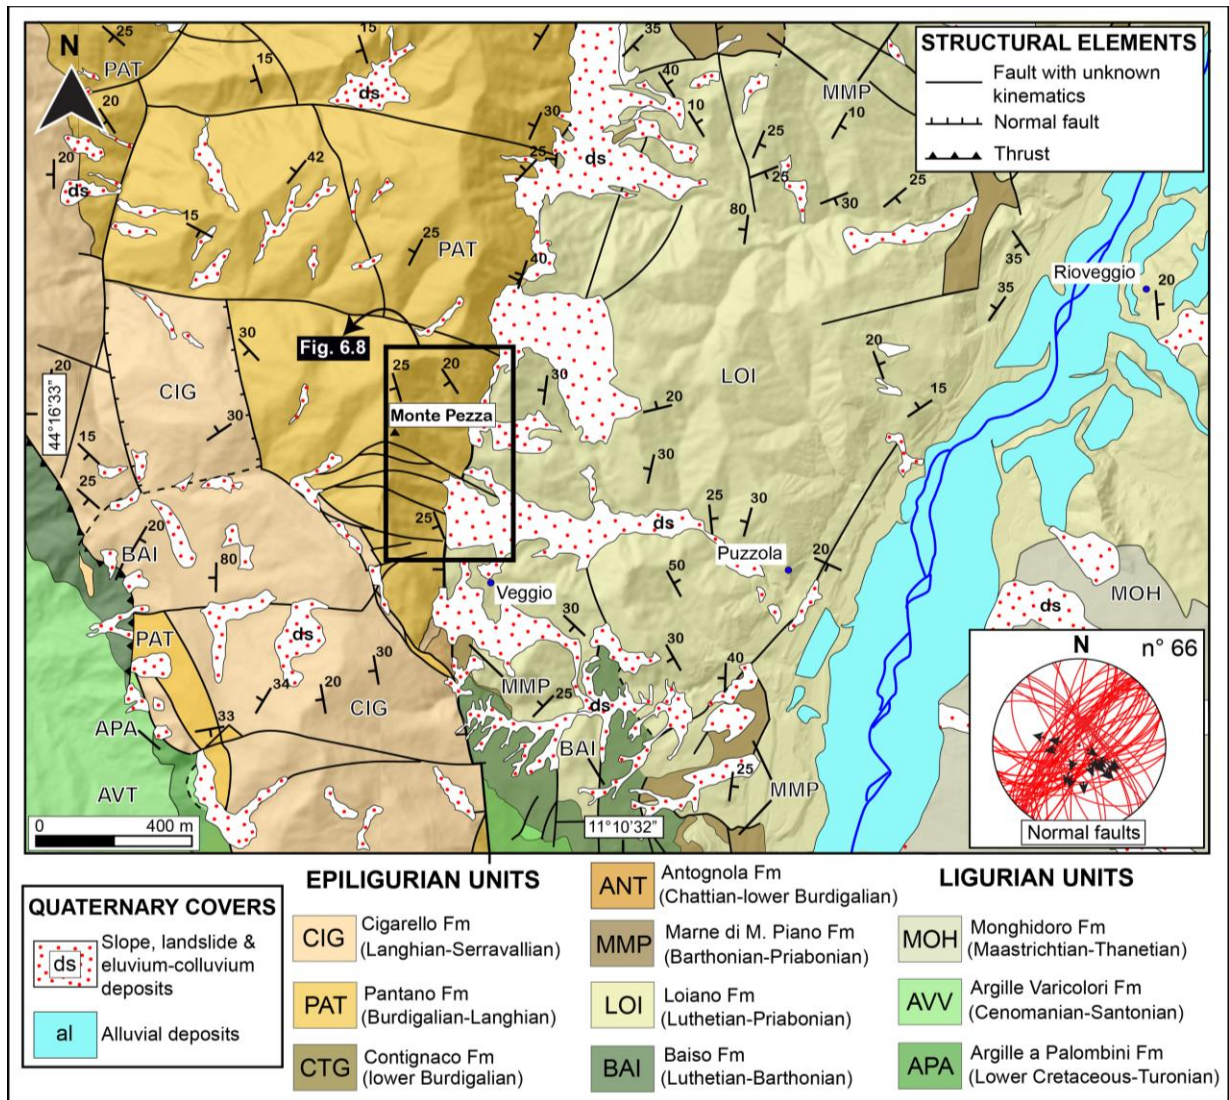 N
STRUCTURAL ELEMENTS
Fault with unknown
kinematics
Normal fault
Thrust
25
15
35
PAT
MMP
40
ds
20
10
10
30
25
ds
25
20
42
25
25
ds
15
30
80
25
PAT
35
40
Rioveggio
20
35
30
Fig. 6.8
20
25
20
30
CIG
LOI
20
44°16'33"
Monte Pezza
15
30
20
15
30
25
25
30
25
ds
20
BAI
80
Puzzola
20
50
Veggio
MOH
ds
PAT
ds
30
N
n° 66
30
30
40
34
20
MMP
CIG
25
ds
33
APA
BAI
25
MMP
AVT
0
400 m
11°10'32"
Normal faults
QUATERNARY COVERS
ds
Slope, landslide &
eluvium-colluvium
deposits
al
Alluvial deposits
EPILIGURIAN UNITS
CIG
Cigarello Fm
(Langhian-Serravallian)
PAT
Pantano Fm
(Burdigalian-Langhian)
CTG
Contignaco Fm
(lower Burdigalian)
ANT
Antognola Fm
(Chattian-lower Burdigalian)
MMP
Marne di M. Piano Fm
(Barthonian-Priabonian)
LOI
Loiano Fm
(Luthetian-Priabonian)
BAI
Baiso Fm
(Luthetian-Barthonian)
LIGURIAN UNITS
MOH
Monghidoro Fm
(Maastrichtian-Thanetian)
AVV
Argille Varicolori Fm
(Cenomanian-Santonian)
APA
Argille a Palombini Fm
(Lower Cretaceous-Turonian)